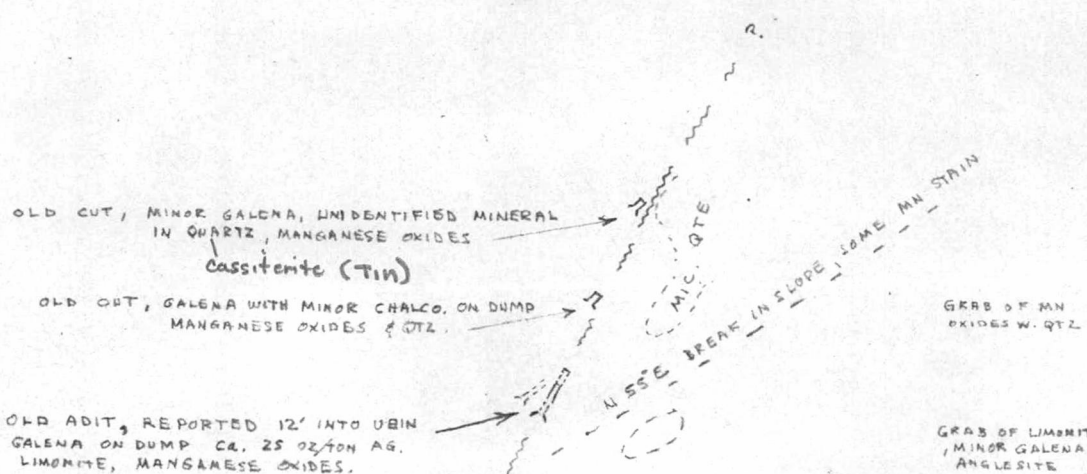 R.
OLD CUT, MINOR GALENA, UNIDENTIFIED MINERAL
IN QUARTZ, MANGANESE OXIDES
Cassiterite (Tin)
OLD CUT, GALENA WITH MINOR CHALCO. ON DUMP
MANGANESE OXIDES & QTZ.
OLD ADIT, REPORTED 12' INTO VEIN
GALENA ON DUMP Ca. 25 OZ/TON AG.
LIMONITE, MANGANESE OXIDES.
MIC. QTE
N 55° E BREAK IN SLOPE, SOME MN STAIN
GRAB OF MN
OXIDES W. QTZ
GRAB OF LIMONIT
, MINOR GALENA
ANGLESITE